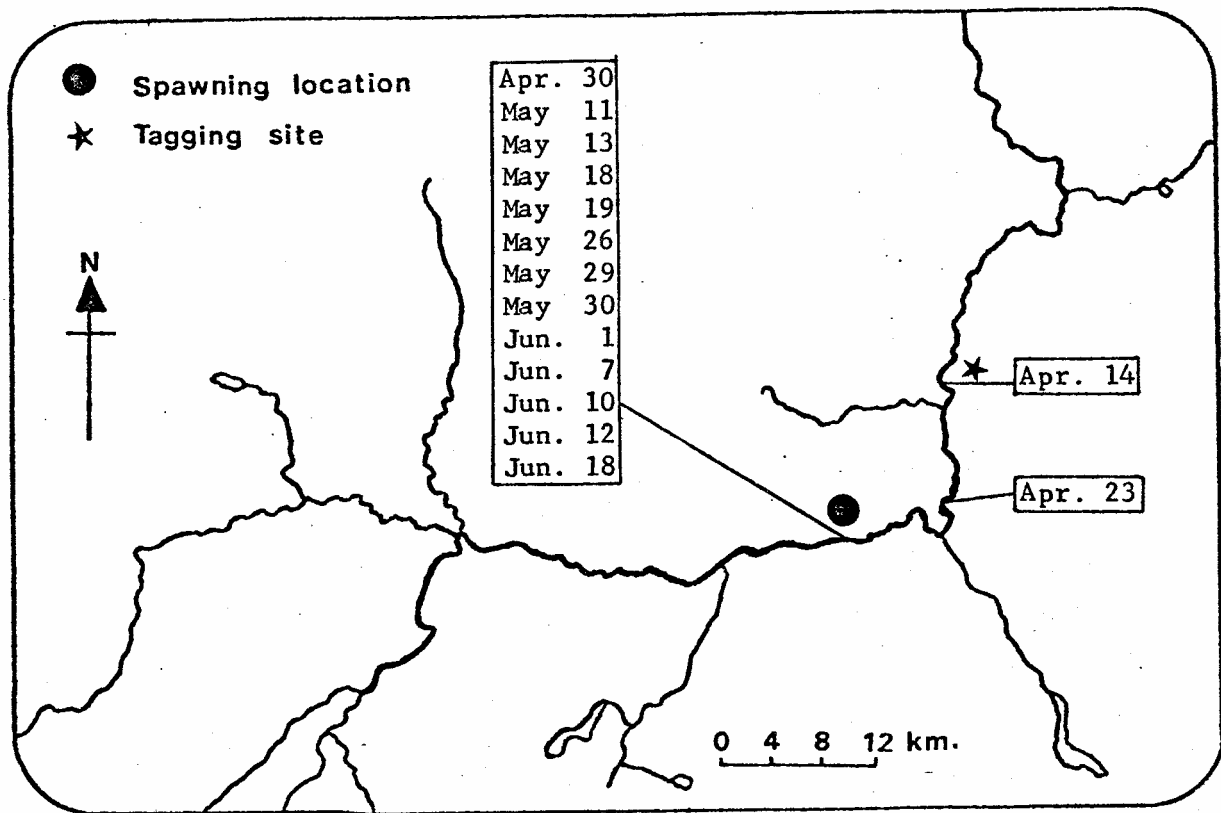 Spawning location
Tagging site
N
Apr. 30
May 11
May 13
May 18
May 19
May 26
May 29
May 30
Jun. 1
Jun. 7
Jun. 10
Jun. 12
Jun. 18
Apr. 14
Apr. 23
0 4 8 12 km.